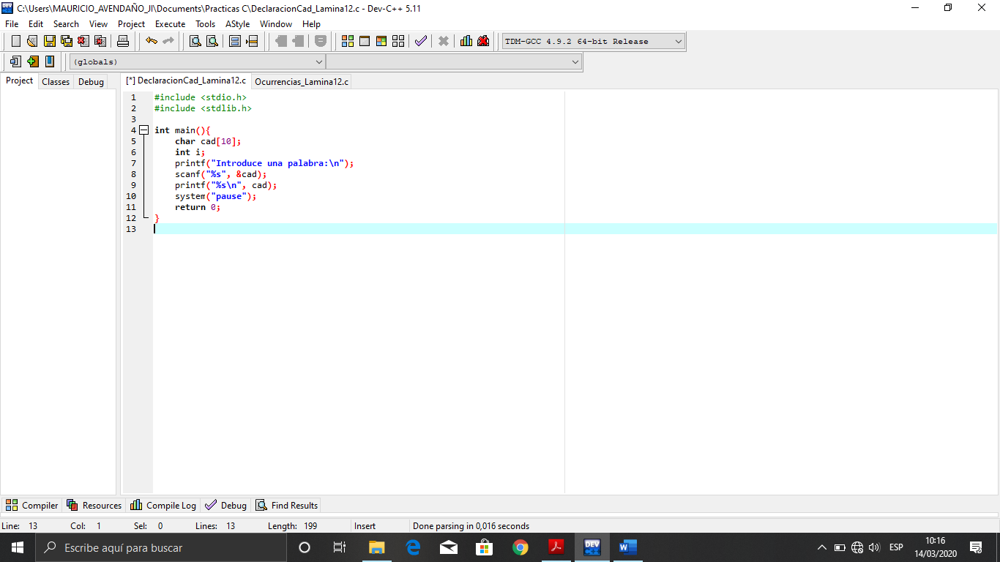 C:\Users\MAURICIO_AVENDAÑO_JI\Documents\Practicas C\DeclaracionCad_Lamina12.c - Dev-C++ 5.11
File Edit Search View Project Execute Tools AStyle Window Help
TDM-GCC 4.9.2 64-bit Release
(globals)
Project Classes Debug [*] DeclaracionCad_Lamina12.c Ocurrencias_Lamina12.c
1 #include <stdio.h>
2 #include <stdlib.h>
3
4 int main(){
5 char cad[10];
6 int i;
7 printf("Introduce una palabra:\n");
8 scanf("%s", &cad);
9 printf("%s\n", cad);
10 system("pause");
11 return 0;
12 }
13
Compiler Resources Compile Log Debug Find Results
Line: 13 Col: 1 Sel: 0 Lines: 13 Length: 199 Insert Done parsing in 0,016 seconds
Escribe aquí para buscar
DEV
W
ESP
10:16
14/03/2020